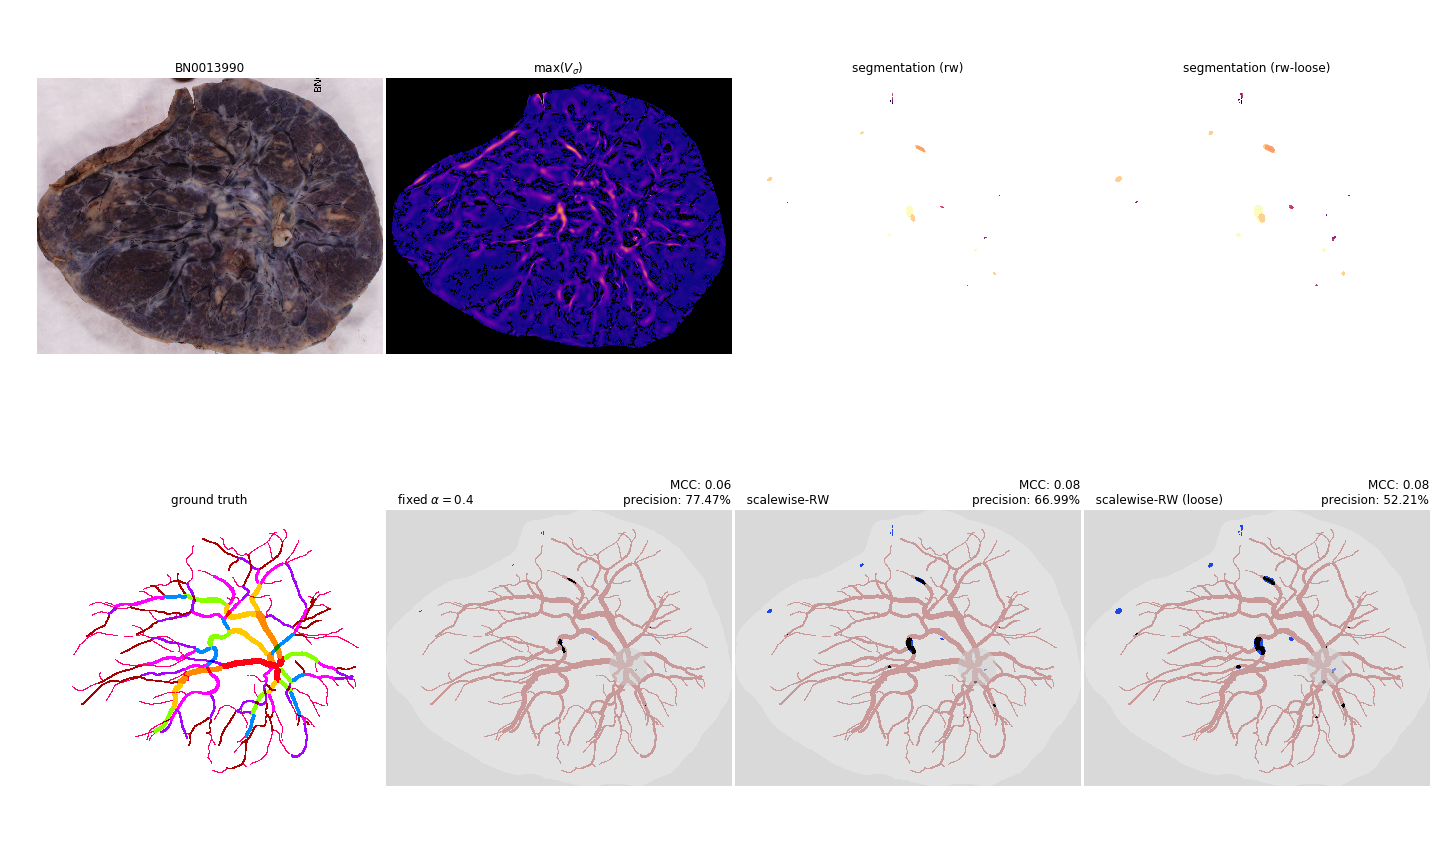 BN0013990
max(V_σ)
segmentation (rw)
segmentation (rw-loose)
BN
ground truth
fixed α = 0.4
MCC: 0.06
precision: 77.47%
scalewise-RW
MCC: 0.08
precision: 66.99%
scalewise-RW (loose)
MCC: 0.08
precision: 52.21%